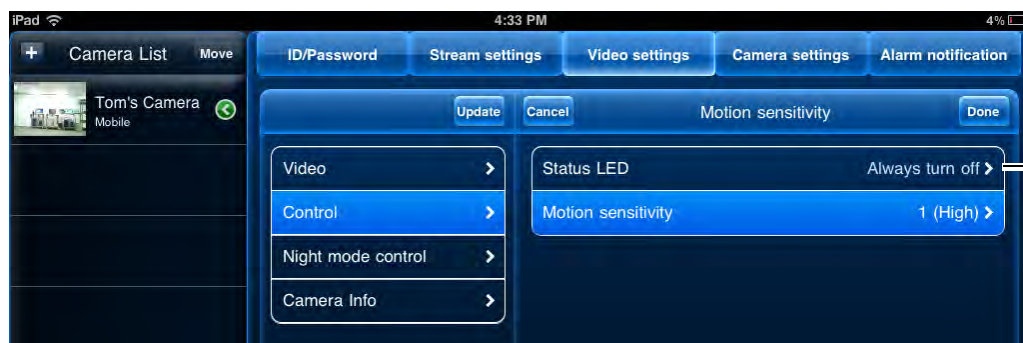 iPad 4:33 PM 4%
+ Camera List Move
ID/Password Stream settings Video settings Camera settings Alarm notification
Tom's Camera
Mobile
Update Cancel Motion sensitivity Done
Video
Control
Night mode control
Camera Info
Status LED Always turn off
Motion sensitivity 1 (High)